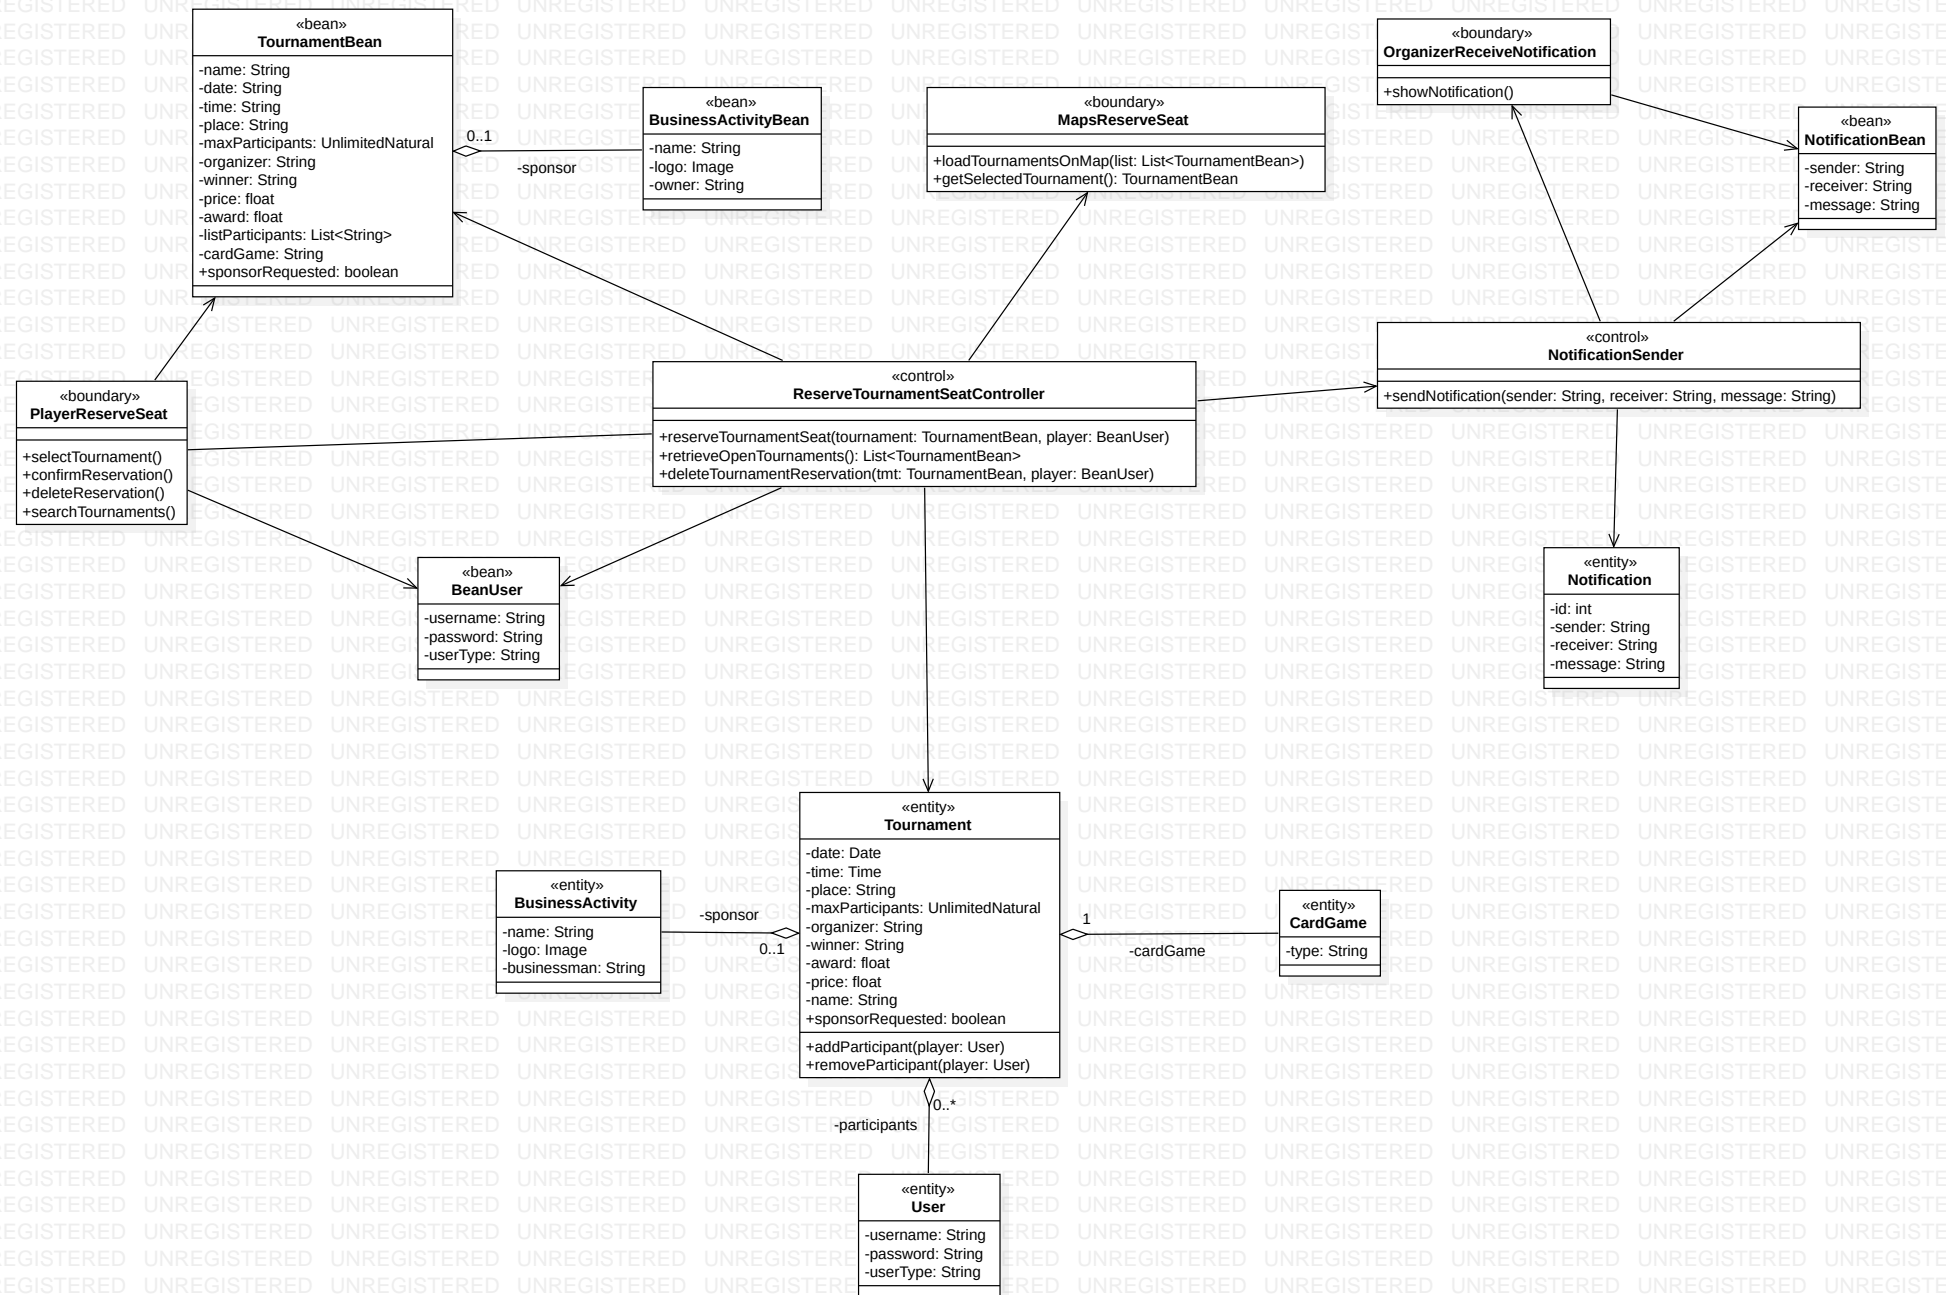 «bean»
TournamentBean
-name: String
-date: String
-time: String
-place: String
-maxParticipants: UnlimitedNatural
-organizer: String
-winner: String
-price: float
-award: float
-listParticipants: List<String>
-cardGame: String
+sponsorRequested: boolean
0..1
-sponsor
«bean»
BusinessActivityBean
-name: String
-logo: Image
-owner: String
«boundary»
MapsReserveSeat
+loadTournamentsOnMap(list: List<TournamentBean>)
+getSelectedTournament(): TournamentBean
«boundary»
OrganizerReceiveNotification
+showNotification()
«bean»
NotificationBean
-sender: String
-receiver: String
-message: String
«boundary»
PlayerReserveSeat
+selectTournament()
+confirmReservation()
+deleteReservation()
+searchTournaments()
«control»
ReserveTournamentSeatController
+reserveTournamentSeat(tournament: TournamentBean, player: BeanUser)
+retrieveOpenTournaments(): List<TournamentBean>
+deleteTournamentReservation(tmt: TournamentBean, player: BeanUser)
«control»
NotificationSender
+sendNotification(sender: String, receiver: String, message: String)
«bean»
BeanUser
-username: String
-password: String
-userType: String
«entity»
Notification
-id: int
-sender: String
-receiver: String
-message: String
«entity»
Tournament
-date: Date
-time: Time
-place: String
-maxParticipants: UnlimitedNatural
-organizer: String
-winner: String
-award: float
-price: float
-name: String
+sponsorRequested: boolean
+addParticipant(player: User)
+removeParticipant(player: User)
«entity»
BusinessActivity
-name: String
-logo: Image
-businessman: String
-sponsor
0..1
1
-cardGame
«entity»
CardGame
-type: String
0..*
-participants
«entity»
User
-username: String
-password: String
-userType: String
UNREGISTERED